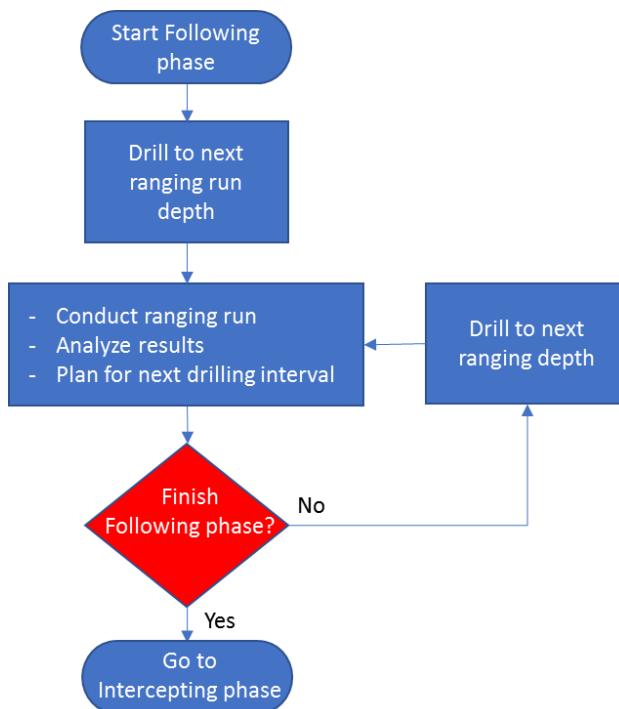 Start Following
phase
Drill to next
ranging run
depth
- Conduct ranging run
- Analyze results
- Plan for next drilling interval
Drill to next
ranging depth
Finish
Following phase?
No
Yes
Go to
Intercepting phase